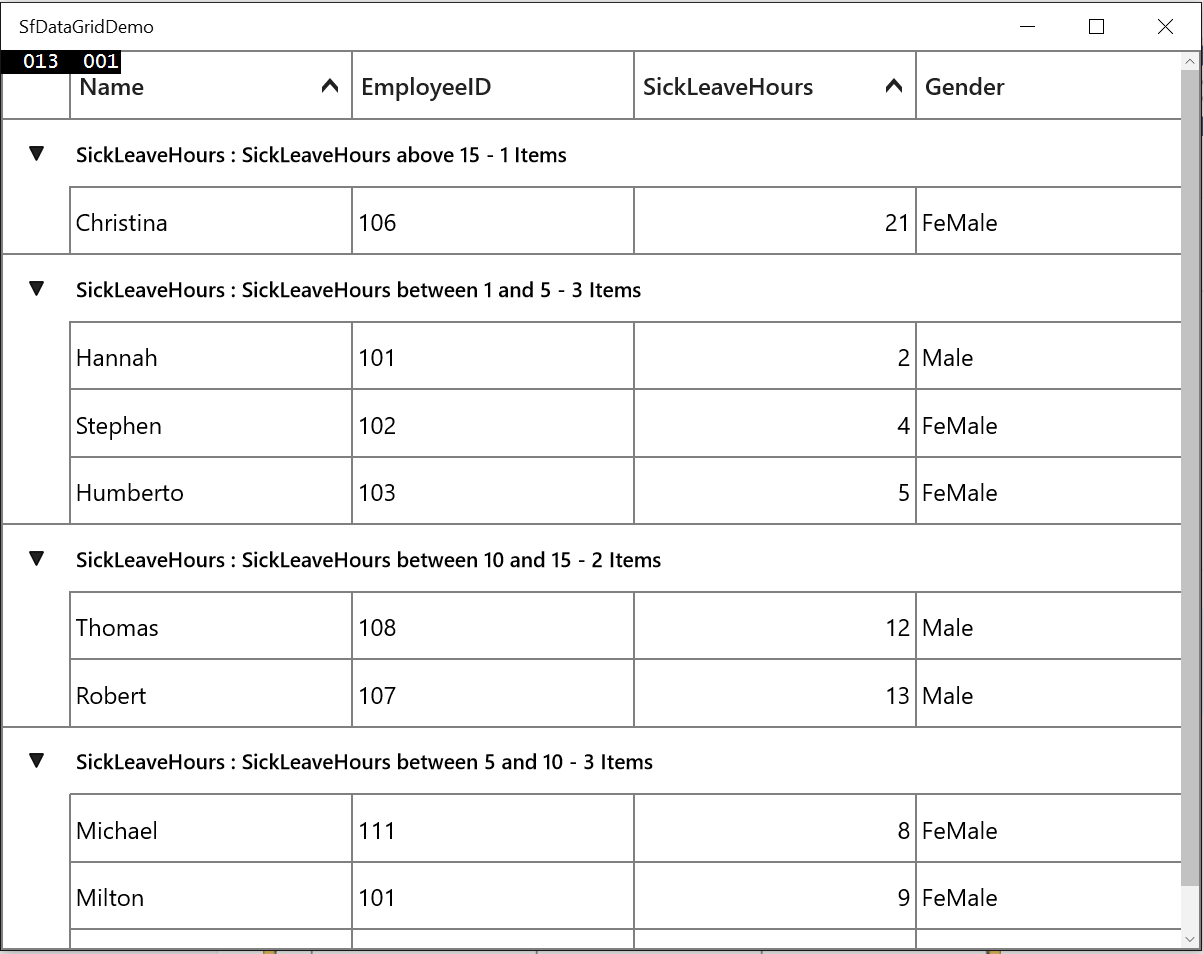 SfDataGridDemo
013 001
Name EmployeeID SickLeaveHours Gender
SickLeaveHours : SickLeaveHours above 15 - 1 Items
Christina 106 21 FeMale
SickLeaveHours : SickLeaveHours between 1 and 5 - 3 Items
Hannah 101 2 Male
Stephen 102 4 FeMale
Humberto 103 5 FeMale
SickLeaveHours : SickLeaveHours between 10 and 15 - 2 Items
Thomas 108 12 Male
Robert 107 13 Male
SickLeaveHours : SickLeaveHours between 5 and 10 - 3 Items
Michael 111 8 FeMale
Milton 101 9 FeMale